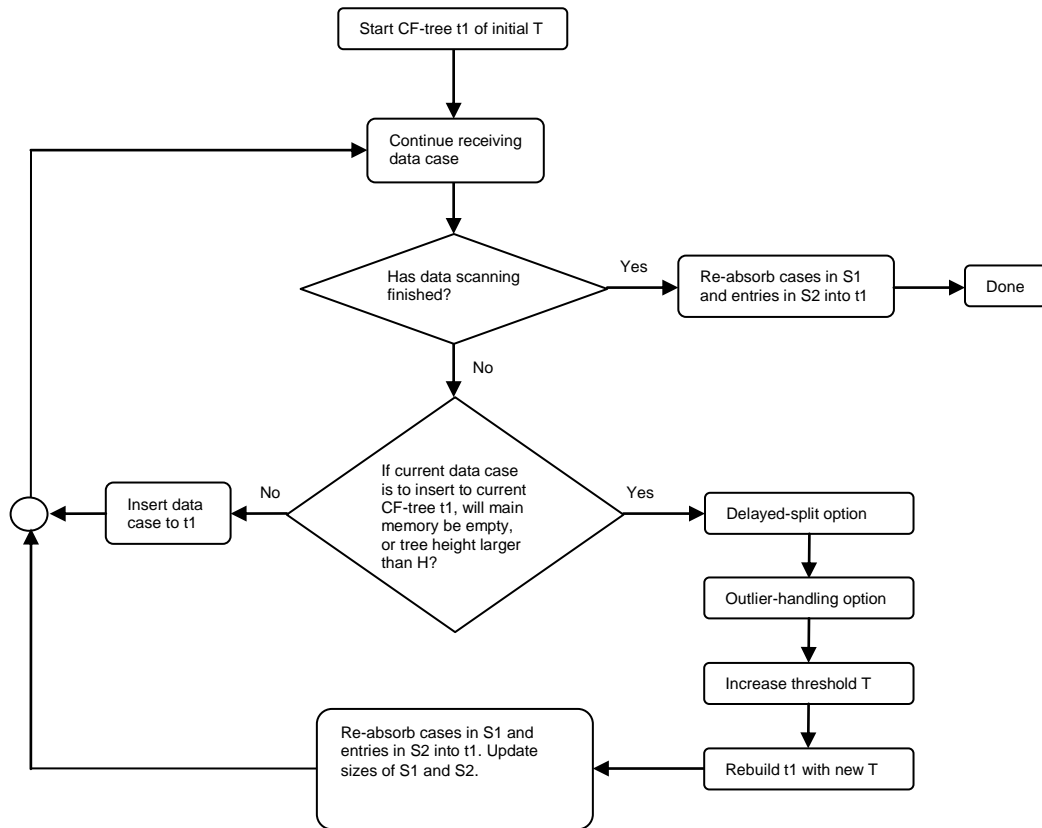 Start CF-tree t1 of initial T
Continue receiving
data case
Has data scanning
finished?
Yes
Re-absorb cases in S1
and entries in S2 into t1
Done
No
If current data case
is to insert to current
CF-tree t1, will main
memory be empty,
or tree height larger
than H?
No
Insert data
case to t1
Yes
Delayed-split option
Outlier-handling option
Increase threshold T
Rebuild t1 with new T
Re-absorb cases in S1 and
entries in S2 into t1. Update
sizes of S1 and S2.